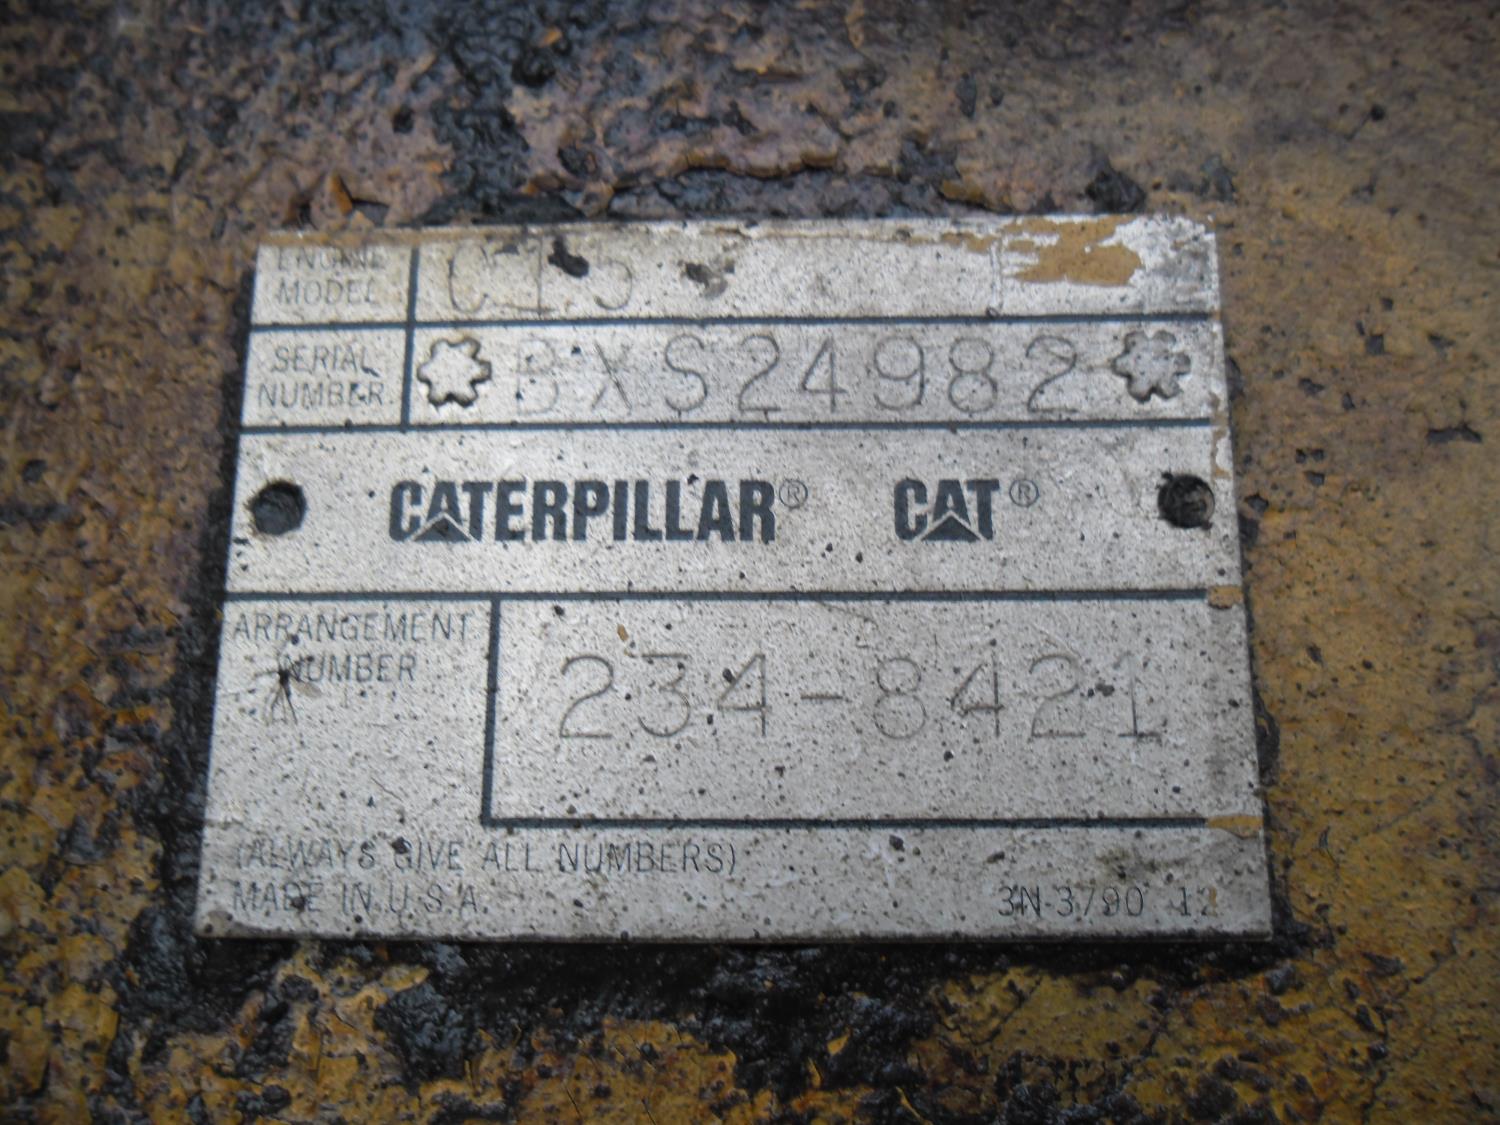 ENGINE
MODEL C15
SERIAL
NUMBER BXS24982
CATERPILLAR® CAT®
ARRANGEMENT
NUMBER 234-8421
(ALWAYS GIVE ALL NUMBERS)
MADE IN U.S.A. 3N-3790 12